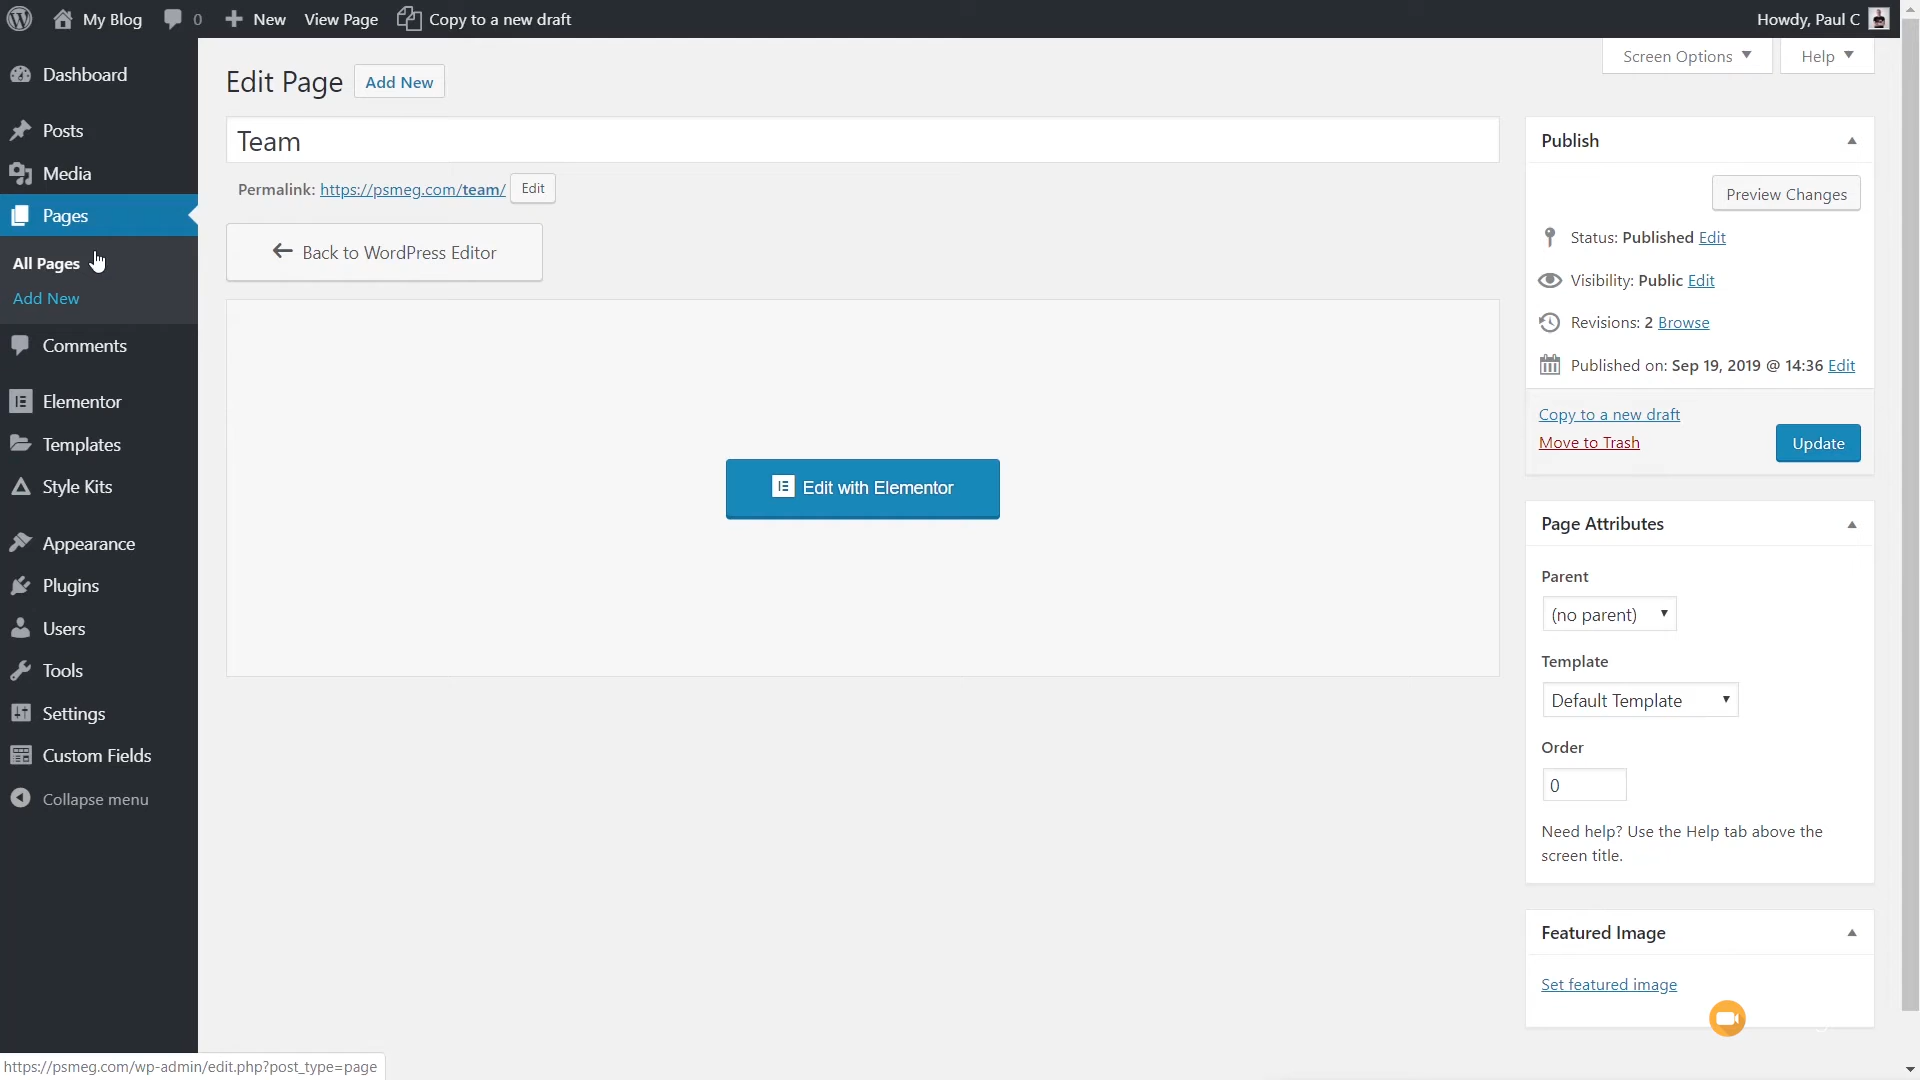 My Blog 0 New View Page Copy to a new draft Howdy, Paul C
Screen Options Help
Dashboard
Posts
Media
Pages
All Pages
Add New
Comments
Elementor
Templates
Style Kits
Appearance
Plugins
Users
Tools
Settings
Custom Fields
Collapse menu
Edit Page Add New
Team
Permalink: https://psmeg.com/team/ Edit
Back to WordPress Editor
Edit with Elementor
Publish
Preview Changes
Status: Published Edit
Visibility: Public Edit
Revisions: 2 Browse
Published on: Sep 19, 2019 @ 14:36 Edit
Copy to a new draft
Move to Trash
Update
Page Attributes
Parent
(no parent)
Template
Default Template
Order
0
Need help? Use the Help tab above the
screen title.
Featured Image
Set featured image
https://psmeg.com/wp-admin/edit.php?post_type=page